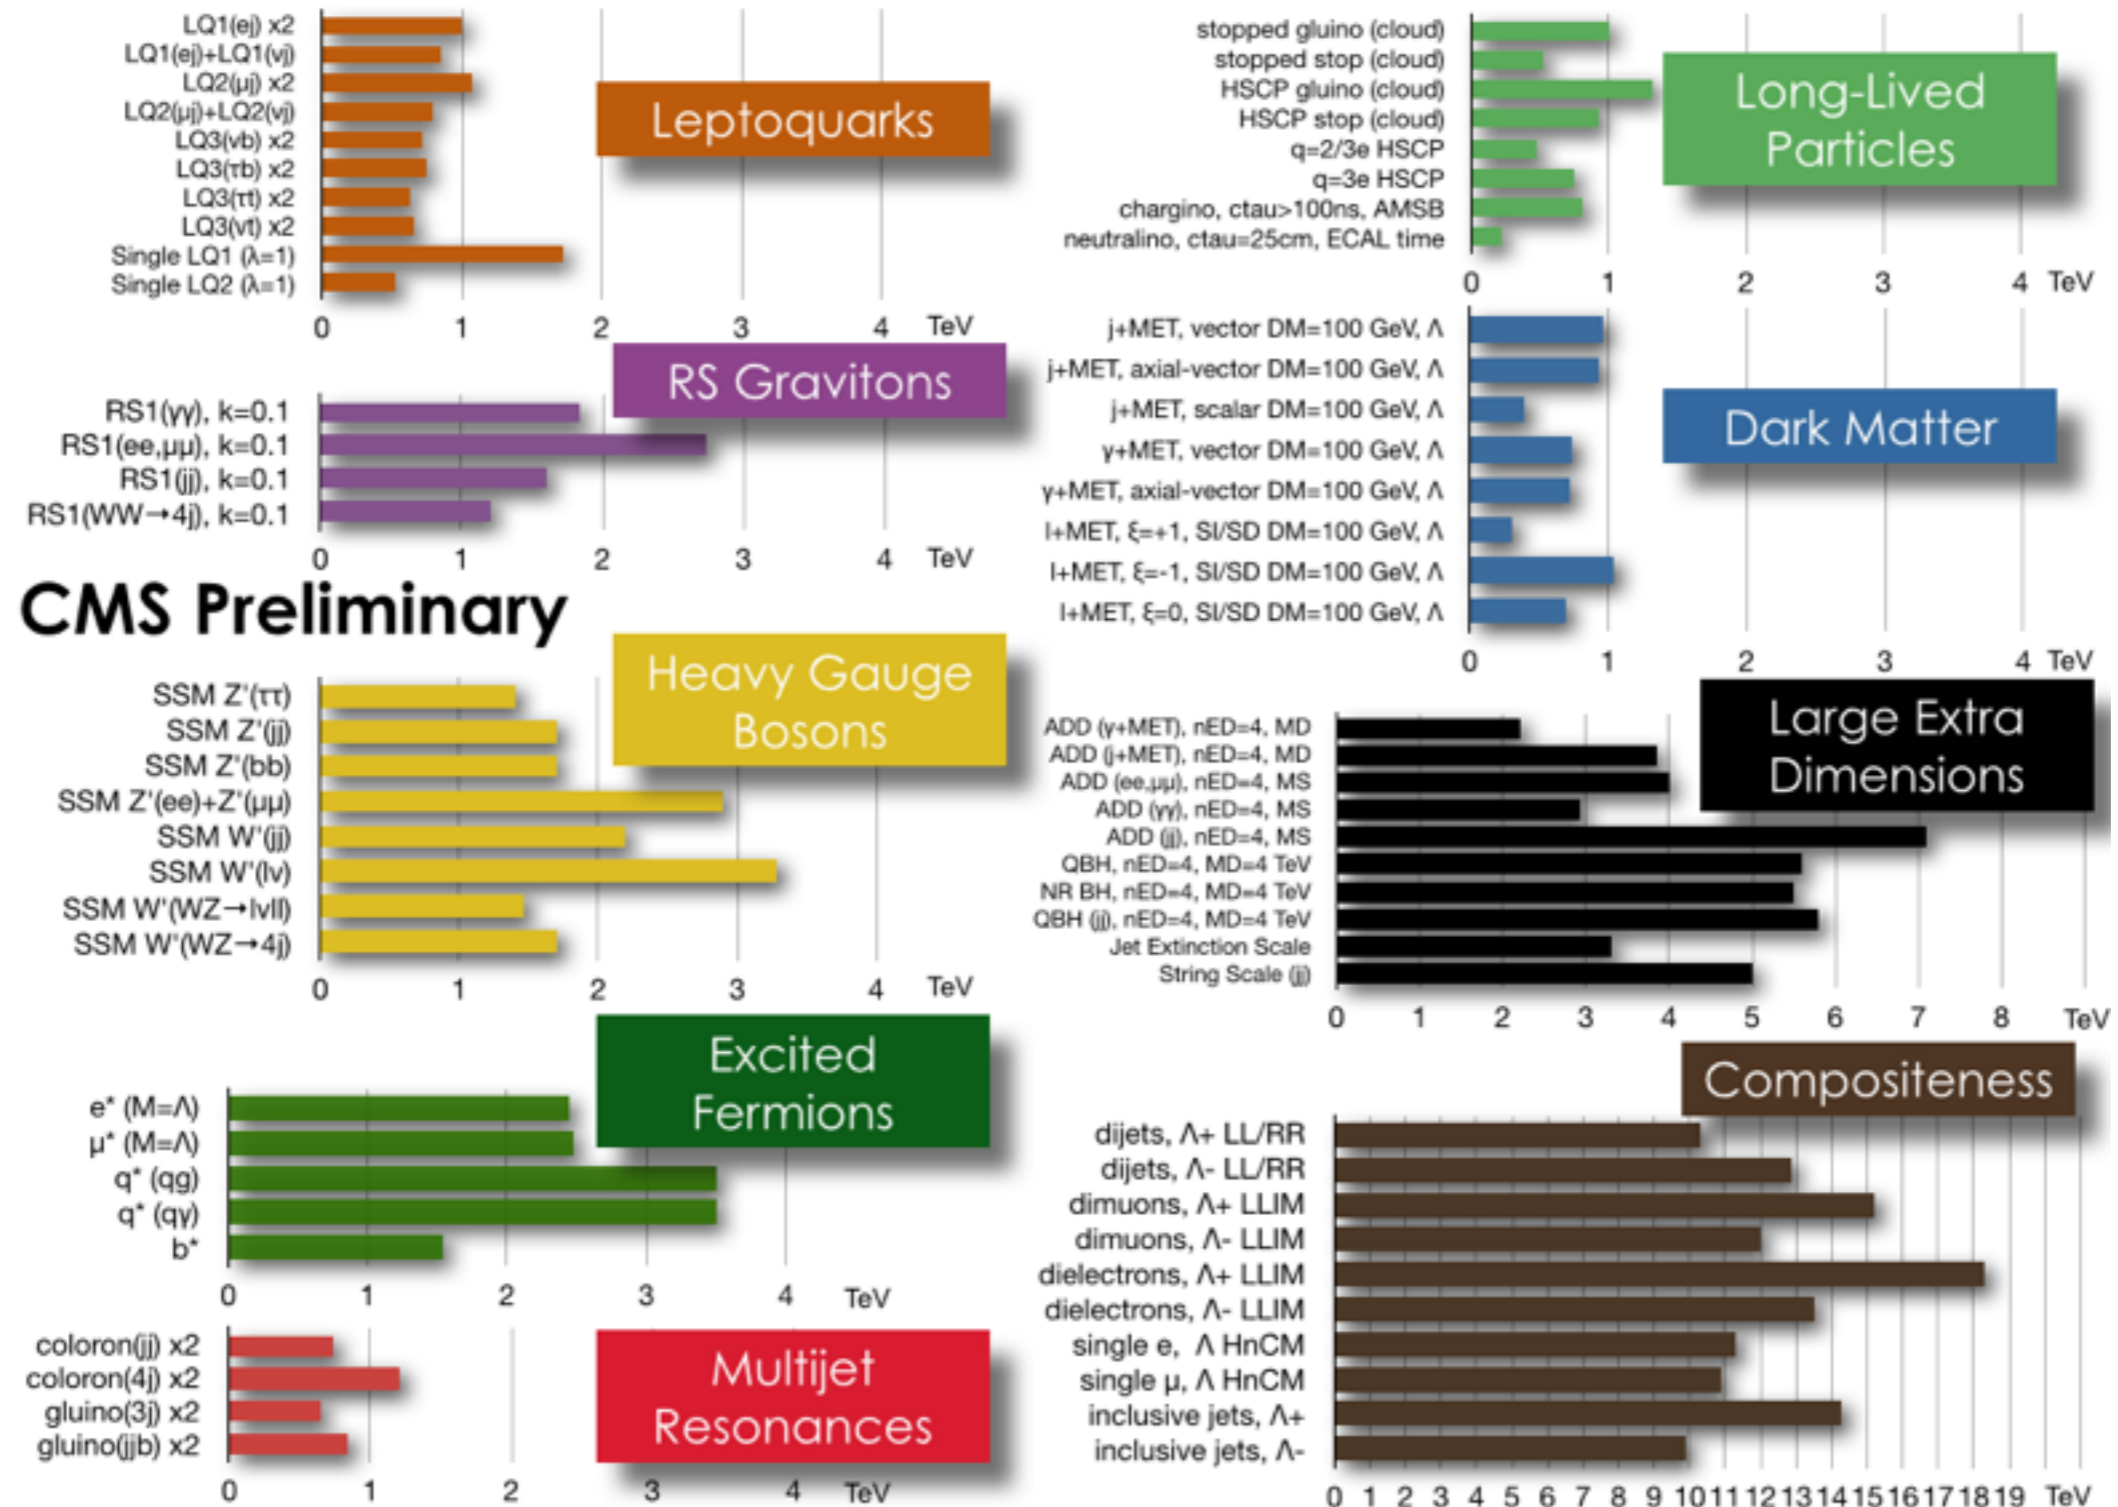 LQ1(ej) x2
LQ1(ej)+LQ1(νj)
LQ2(μj) x2
LQ2(μj)+LQ2(νj)
LQ3(νb) x2
LQ3(τb) x2
LQ3(τt) x2
LQ3(νt) x2
Single LQ1 (λ=1)
Single LQ2 (λ=1)
0 1 2 3 4 TeV
Leptoquarks
RS Gravitons
RS1(γγ), k=0.1
RS1(ee,μμ), k=0.1
RS1(jj), k=0.1
RS1(WW→4j), k=0.1
0 1 2 3 4 TeV
CMS Preliminary
Heavy Gauge
Bosons
SSM Z'(ττ)
SSM Z'(jj)
SSM Z'(bb)
SSM Z'(ee)+Z'(μμ)
SSM W'(jj)
SSM W'(lν)
SSM W'(WZ→lνll)
SSM W'(WZ→4j)
0 1 2 3 4 TeV
Excited
Fermions
e* (M=Λ)
μ* (M=Λ)
q* (qg)
q* (qγ)
b*
0 1 2 3 4 TeV
coloron(jj) x2
coloron(4j) x2
gluino(3j) x2
gluino(jjb) x2
0 1 2 3 4 TeV
Multijet
Resonances
stopped gluino (cloud)
stopped stop (cloud)
HSCP gluino (cloud)
HSCP stop (cloud)
q=2/3e HSCP
q=3e HSCP
chargino, ctau>100ns, AMSB
neutralino, ctau=25cm, ECAL time
0 1 2 3 4 TeV
Long-Lived
Particles
j+MET, vector DM=100 GeV, Λ
j+MET, axial-vector DM=100 GeV, Λ
j+MET, scalar DM=100 GeV, Λ
γ+MET, vector DM=100 GeV, Λ
γ+MET, axial-vector DM=100 GeV, Λ
l+MET, ξ=+1, SI/SD DM=100 GeV, Λ
l+MET, ξ=-1, SI/SD DM=100 GeV, Λ
l+MET, ξ=0, SI/SD DM=100 GeV, Λ
0 1 2 3 4 TeV
Dark Matter
Large Extra
Dimensions
ADD (γ+MET), nED=4, MD
ADD (j+MET), nED=4, MD
ADD (ee,μμ), nED=4, MS
ADD (γγ), nED=4, MS
ADD (jj), nED=4, MS
QBH, nED=4, MD=4 TeV
NR BH, nED=4, MD=4 TeV
QBH (jj), nED=4, MD=4 TeV
Jet Extinction Scale
String Scale (jj)
0 1 2 3 4 5 6 7 8 TeV
Compositeness
dijets, Λ+ LL/RR
dijets, Λ- LL/RR
dimuons, Λ+ LLIM
dimuons, Λ- LLIM
dielectrons, Λ+ LLIM
dielectrons, Λ- LLIM
single e, Λ HnCM
single μ, Λ HnCM
inclusive jets, Λ+
inclusive jets, Λ-
0 1 2 3 4 5 6 7 8 9 10 11 12 13 14 15 16 17 18 19 TeV